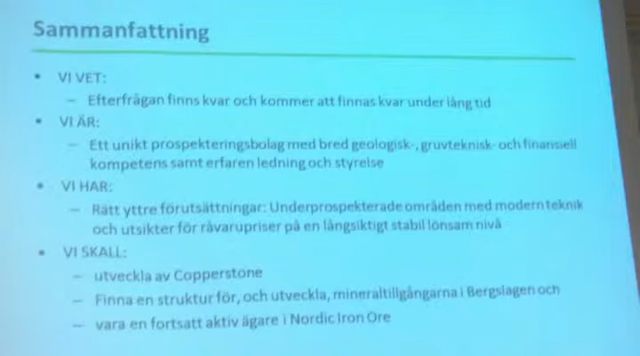 Sammanfattning
• VI VET:
– Efterfrågan finns kvar och kommer att finnas kvar under lång tid
• VI ÄR:
– Ett unikt prospekteringsbolag med bred geologisk-, gruvteknisk- och finansiell
kompetens samt erfaren ledning och styrelse
• VI HAR:
– Rätt yttre förutsättningar: Underprospekterade områden med modern teknik
och utsikter för råvarupriser på en långsiktigt stabil lönsam nivå
• VI SKALL:
– utveckla av Copperstone
– Finna en struktur för, och utveckla, mineraltillgångarna i Bergslagen och
– vara en fortsatt aktiv ägare i Nordic Iron Ore